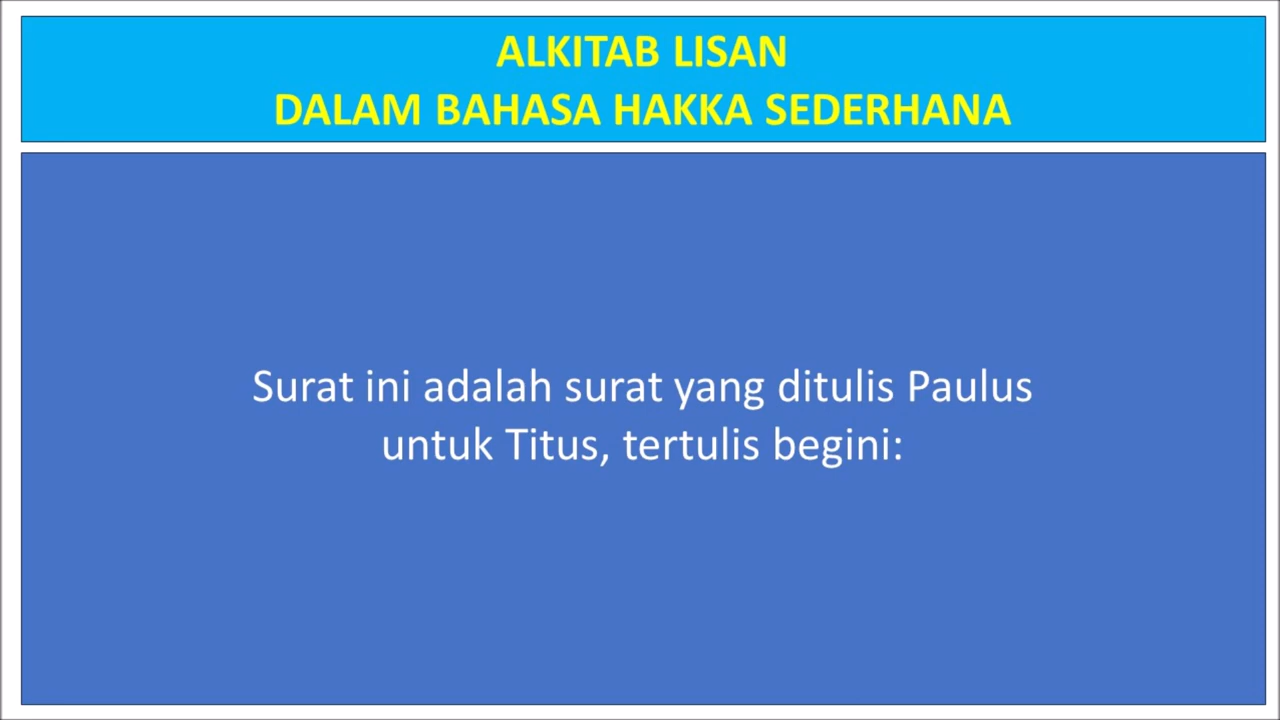 ALKITAB LISAN
DALAM BAHASA HAKKA SEDERHANA
Surat ini adalah surat yang ditulis Paulus
untuk Titus, tertulis begini: